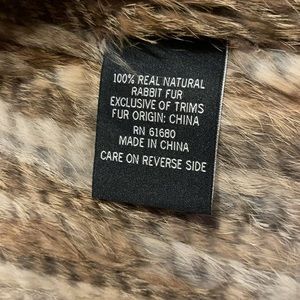 100% REAL NATURAL
RABBIT FUR
EXCLUSIVE OF TRIMS
FUR ORIGIN: CHINA
RN 61680
MADE IN CHINA
CARE ON REVERSE SIDE